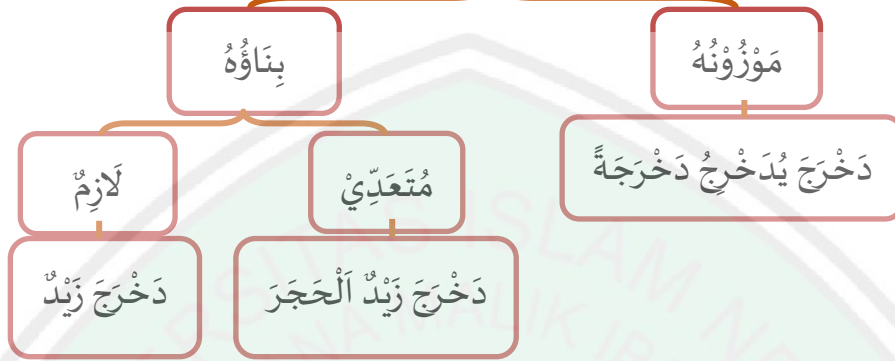 مَوْزُوْنُهُ
بِنَاؤُهُ
دَخْرَجَ يُدَخْرِجُ دَخْرَجَةً
مُتَعَدِّيْ
لَازِمٌ
دَخْرَجَ زَيْدٌ اَلْحَجَرَ
دَخْرَجَ زَيْدٌ